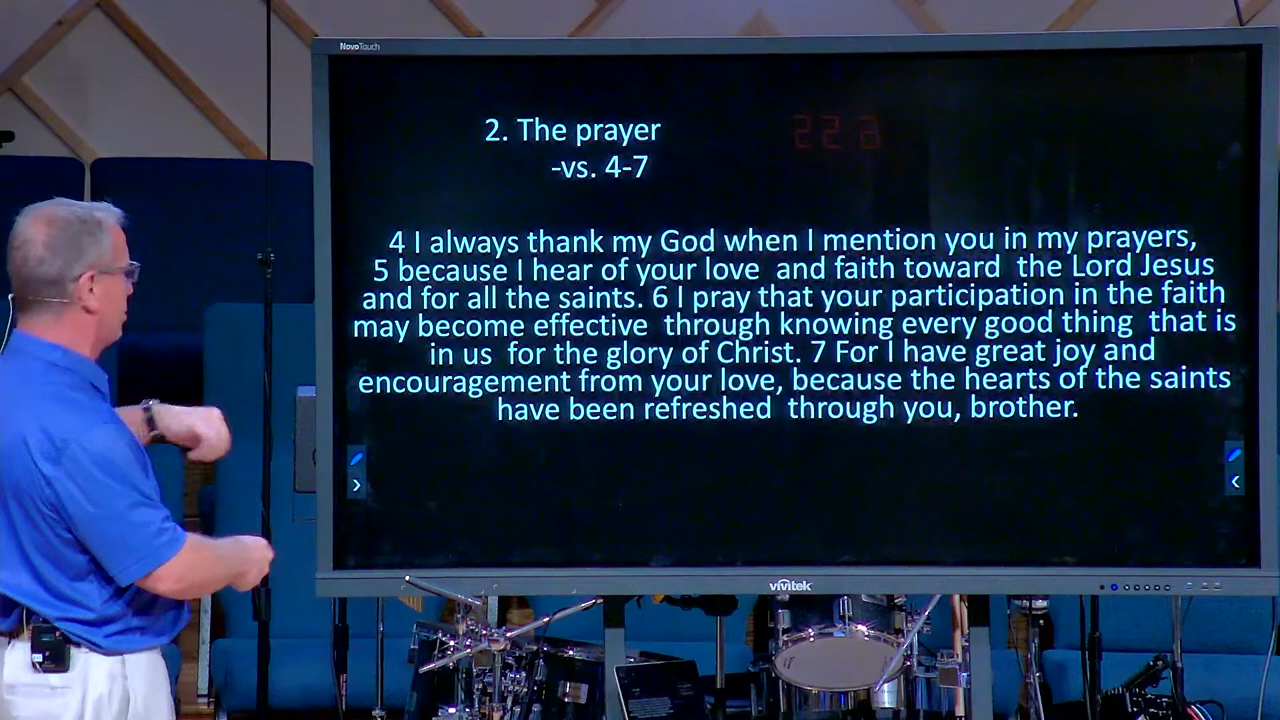 NovoTouch
2. The prayer
-vs. 4-7
4 I always thank my God when I mention you in my prayers,
5 because I hear of your love  and faith toward  the Lord Jesus
and for all the saints. 6 I pray that your participation in the faith
may become effective  through knowing every good thing  that is
in us  for the glory of Christ. 7 For I have great joy and
encouragement from your love, because the hearts of the saints
have been refreshed  through you, brother.
vivitek